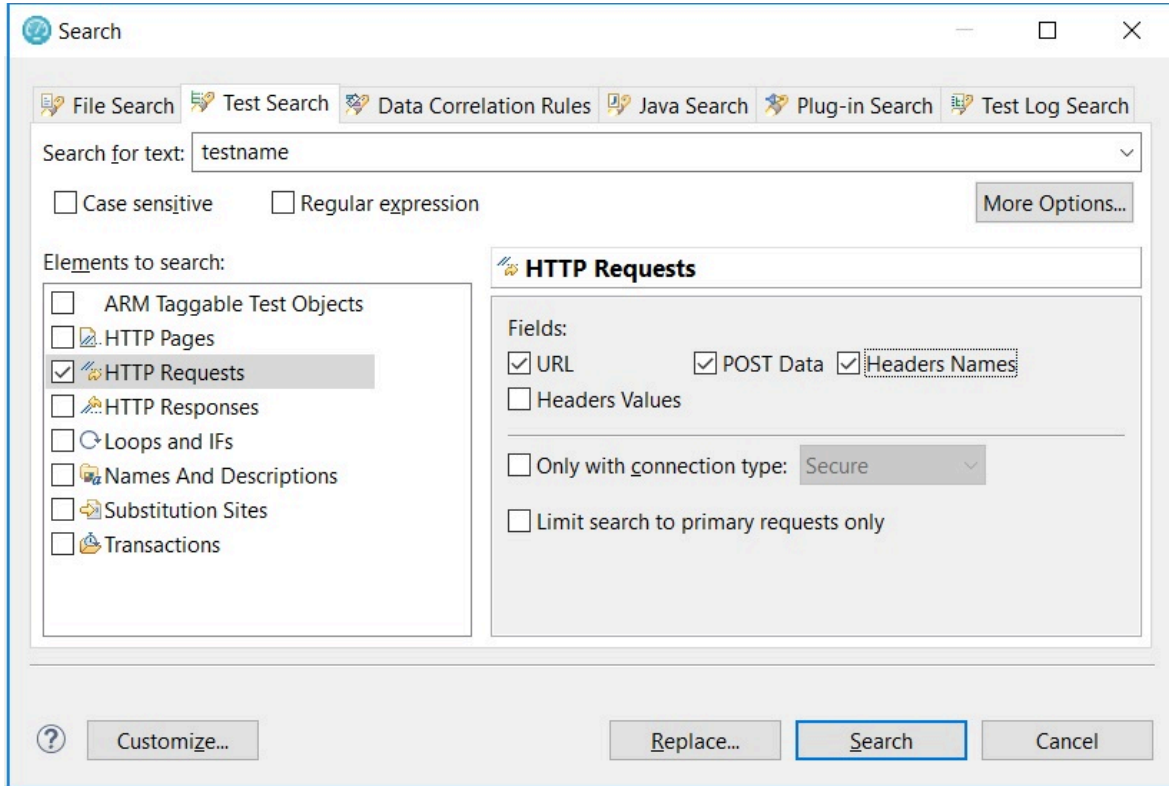 Search
File Search Test Search Data Correlation Rules Java Search Plug-in Search Test Log Search
Search for text: testname
Case sensitive Regular expression More Options...
Elements to search:
ARM Taggable Test Objects
HTTP Pages
HTTP Requests
HTTP Responses
Loops and IFs
Names And Descriptions
Substitution Sites
Transactions
HTTP Requests
Fields:
URL POST Data Headers Names
Headers Values
Only with connection type: Secure
Limit search to primary requests only
? Customize... Replace... Search Cancel